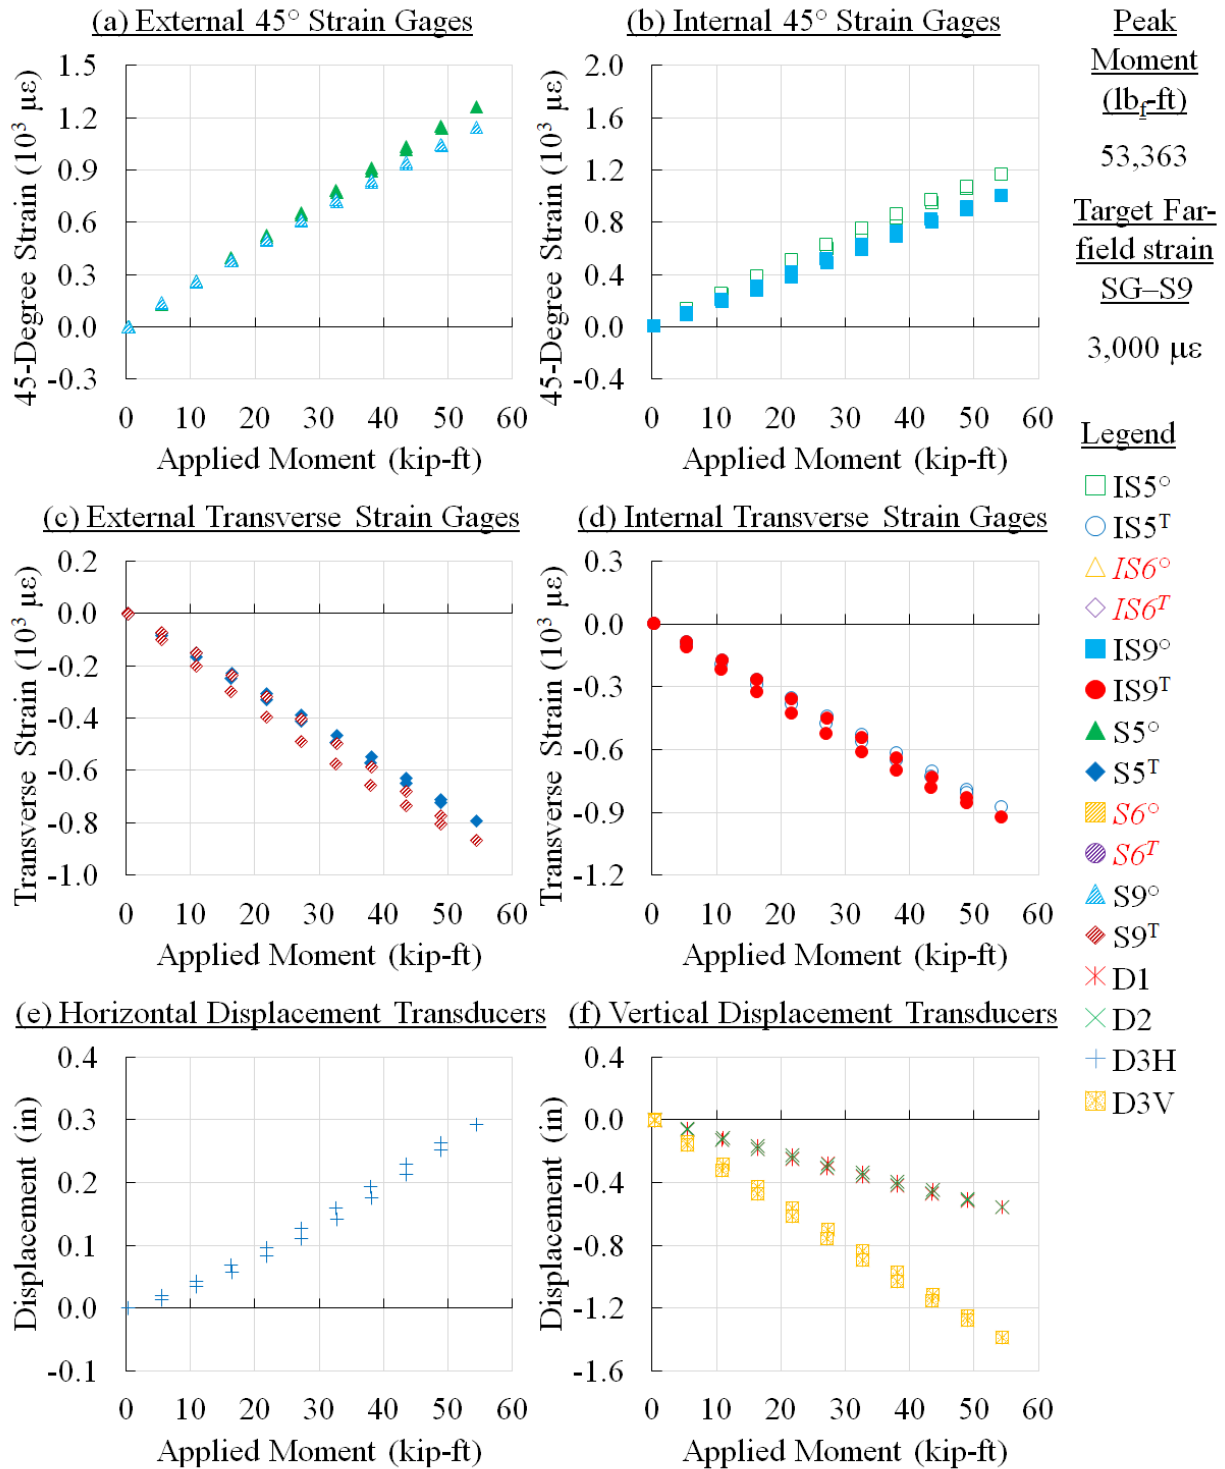 (a) External 45° Strain Gages
45-Degree Strain (10³ µε)
1.5
1.2
0.9
0.6
0.3
0.0
-0.3
0 10 20 30 40 50 60
Applied Moment (kip-ft)
(b) Internal 45° Strain Gages
45-Degree Strain (10³ µε)
2.0
1.6
1.2
0.8
0.4
0.0
-0.4
0 10 20 30 40 50 60
Applied Moment (kip-ft)
(c) External Transverse Strain Gages
Transverse Strain (10³ µε)
0.2
0.0
-0.2
-0.4
-0.6
-0.8
-1.0
0 10 20 30 40 50 60
Applied Moment (kip-ft)
(d) Internal Transverse Strain Gages
Transverse Strain (10³ µε)
0.3
0.0
-0.3
-0.6
-0.9
-1.2
0 10 20 30 40 50 60
Applied Moment (kip-ft)
(e) Horizontal Displacement Transducers
Displacement (in)
0.4
0.3
0.2
0.1
0.0
-0.1
0 10 20 30 40 50 60
Applied Moment (kip-ft)
(f) Vertical Displacement Transducers
Displacement (in)
0.4
0.0
-0.4
-0.8
-1.2
-1.6
0 10 20 30 40 50 60
Applied Moment (kip-ft)
Peak
Moment
(lbf-ft)
53,363
Target Far-
field strain
SG–S9
3,000 µε
Legend
IS5°
IS5ᵀ
IS6°
IS6ᵀ
IS9°
IS9ᵀ
S5°
S5ᵀ
S6°
S6ᵀ
S9°
S9ᵀ
D1
D2
D3H
D3V